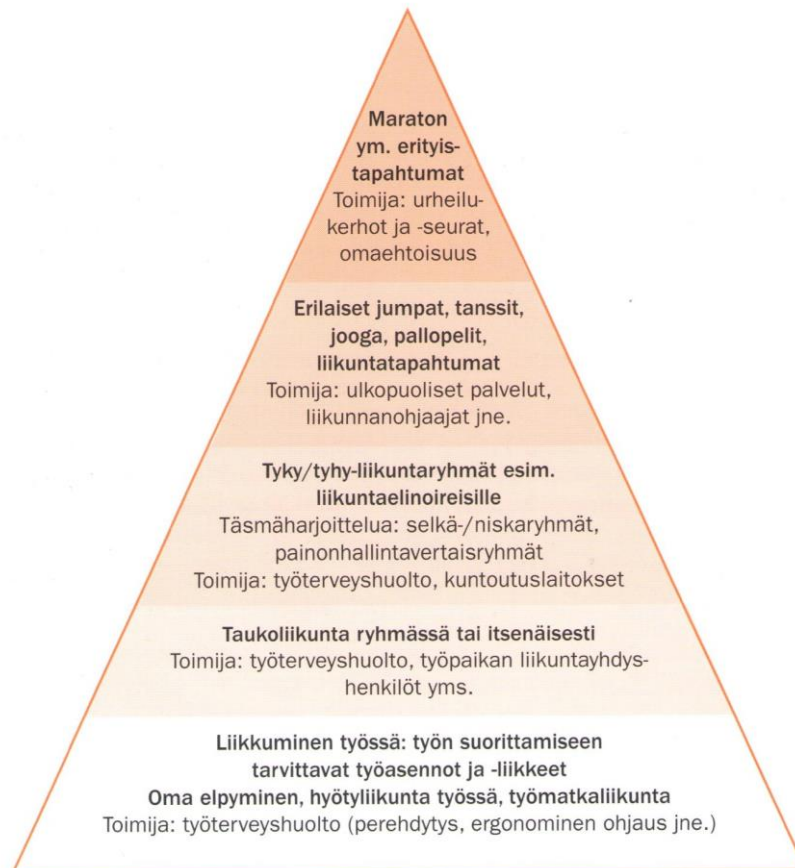 Maraton
ym. erityis-
tapahtumat
Toimija: urheilu-
kerhot ja -seurat,
omaehtoisuus
Erilaiset jumpat, tanssit,
jooga, pallopelit,
liikuntatapahtumat
Toimija: ulkopuoliset palvelut,
liikunnanohjaajat jne.
Tyky/tyhy-liikuntaryhmät esim.
liikuntaelinoireisille
Täsmäharjoittelua: selkä-/niskaryhmät,
painonhallintavertaisryhmät
Toimija: työterveyshuolto, kuntoutuslaitokset
Taukoliikunta ryhmässä tai itsenäisesti
Toimija: työterveyshuolto, työpaikan liikuntayhdys-
henkilöt yms.
Liikkuminen työssä: työn suorittamiseen
tarvittavat työasennot ja -liikkeet
Oma elpyminen, hyötyliikunta työssä, työmatkaliikunta
Toimija: työterveyshuolto (perehdytys, ergonominen ohjaus jne.)